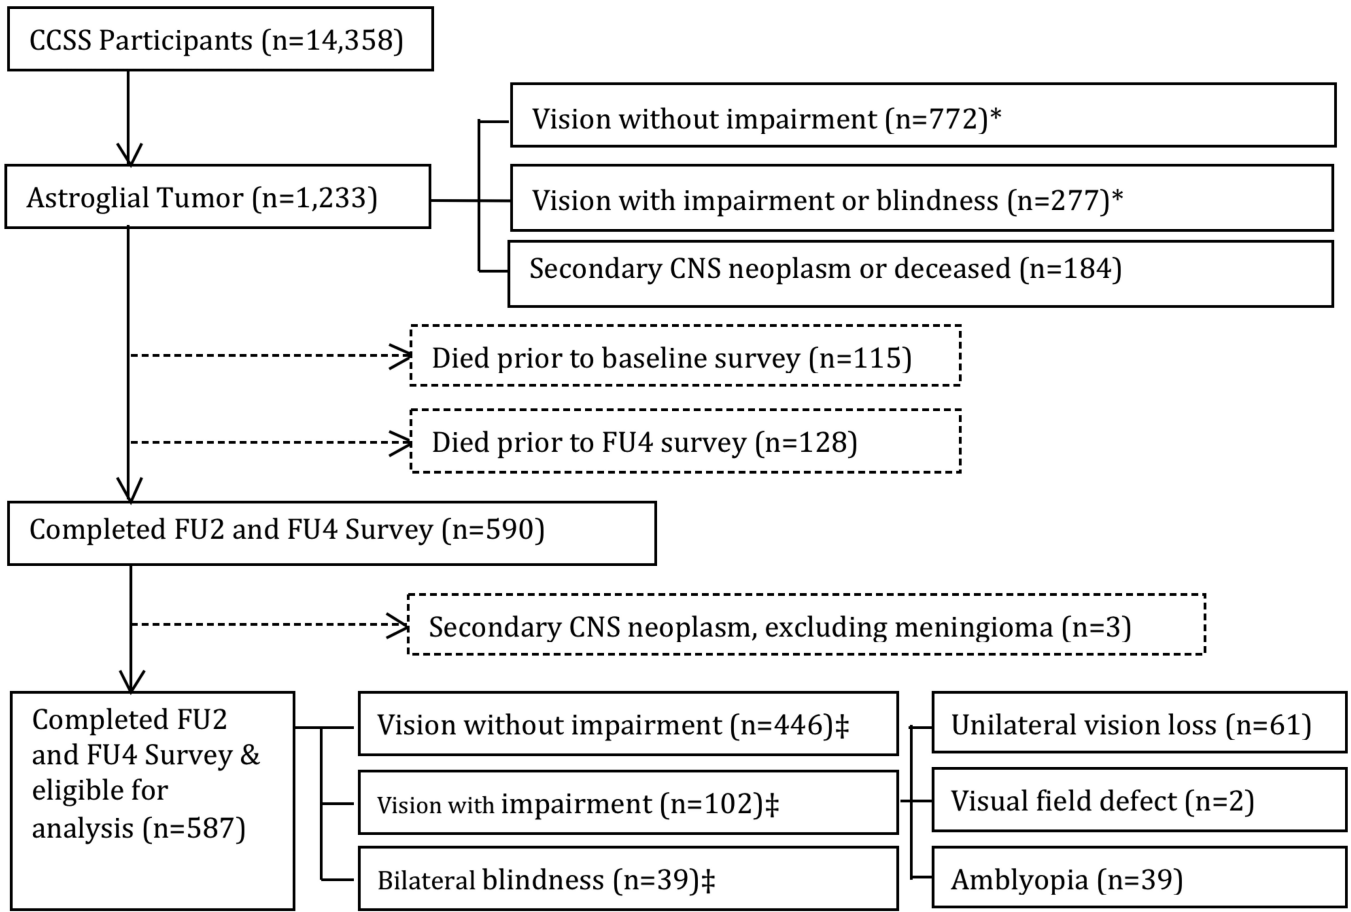 CCSS Participants (n=14,358)
Vision without impairment (n=772)*
Astroglial Tumor (n=1,233)
Vision with impairment or blindness (n=277)*
Secondary CNS neoplasm or deceased (n=184)
Died prior to baseline survey (n=115)
Died prior to FU4 survey (n=128)
Completed FU2 and FU4 Survey (n=590)
Secondary CNS neoplasm, excluding meningioma (n=3)
Completed FU2
and FU4 Survey &
eligible for
analysis (n=587)
Vision without impairment (n=446)‡
Vision with impairment (n=102)‡
Bilateral blindness (n=39)‡
Unilateral vision loss (n=61)
Visual field defect (n=2)
Amblyopia (n=39)